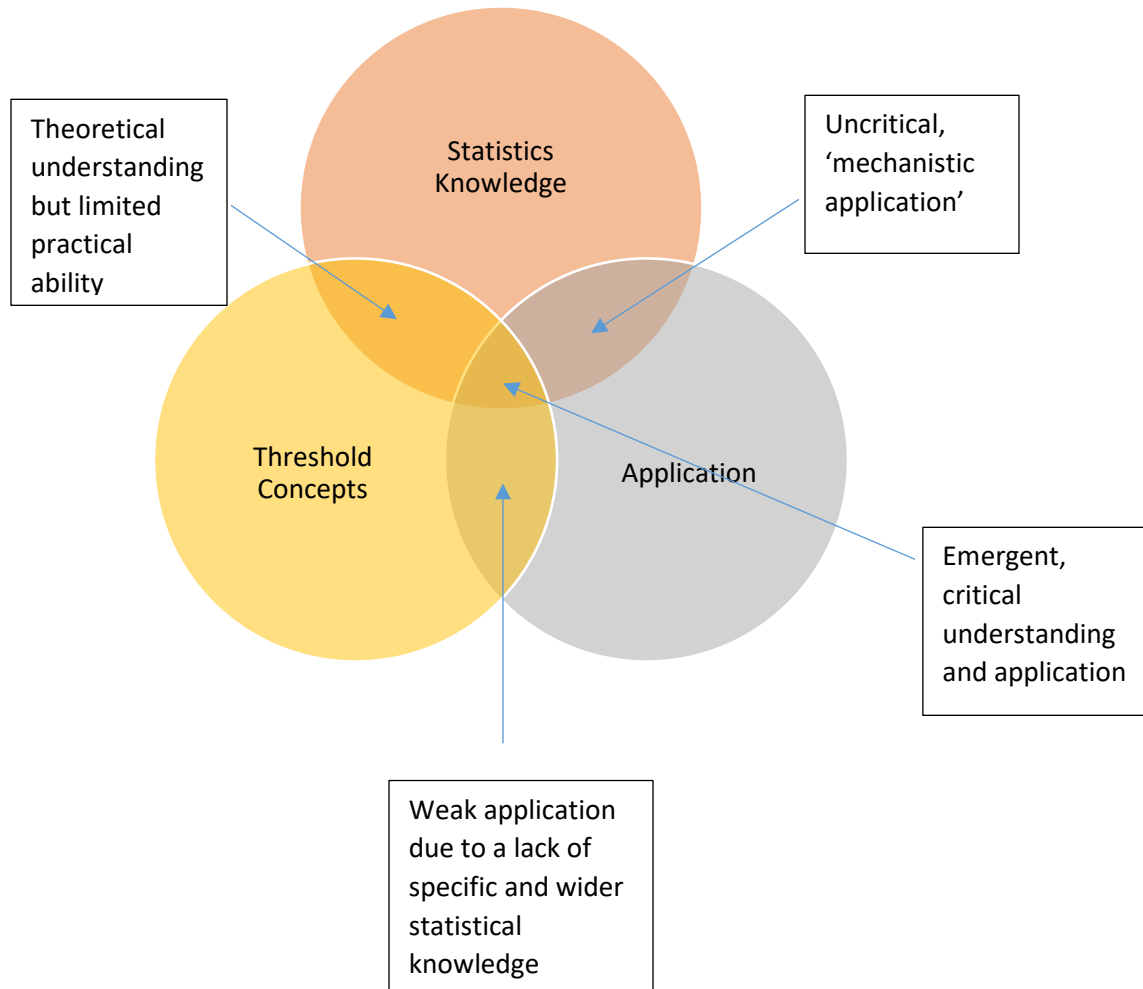 Theoretical
understanding
but limited
practical
ability
Statistics
Knowledge
Uncritical,
‘mechanistic
application’
Threshold
Concepts
Application
Emergent,
critical
understanding
and application
Weak application
due to a lack of
specific and wider
statistical
knowledge